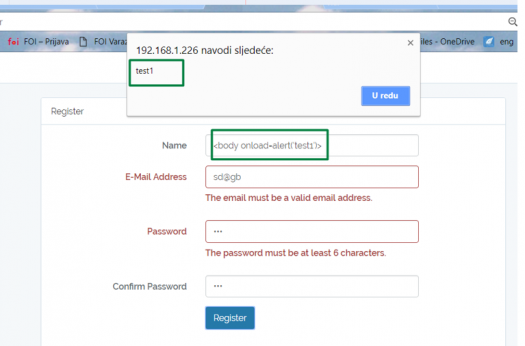 foi FOI – Prijava
FOI Varaz
iles - OneDrive
eng
192.168.1.226 navodi sljedeće:
test1
U redu
Register
Name
<body onload=alert('test1')>
E-Mail Address
sd@gb
The email must be a valid email address.
Password
•••
The password must be at least 6 characters.
Confirm Password
•••
Register